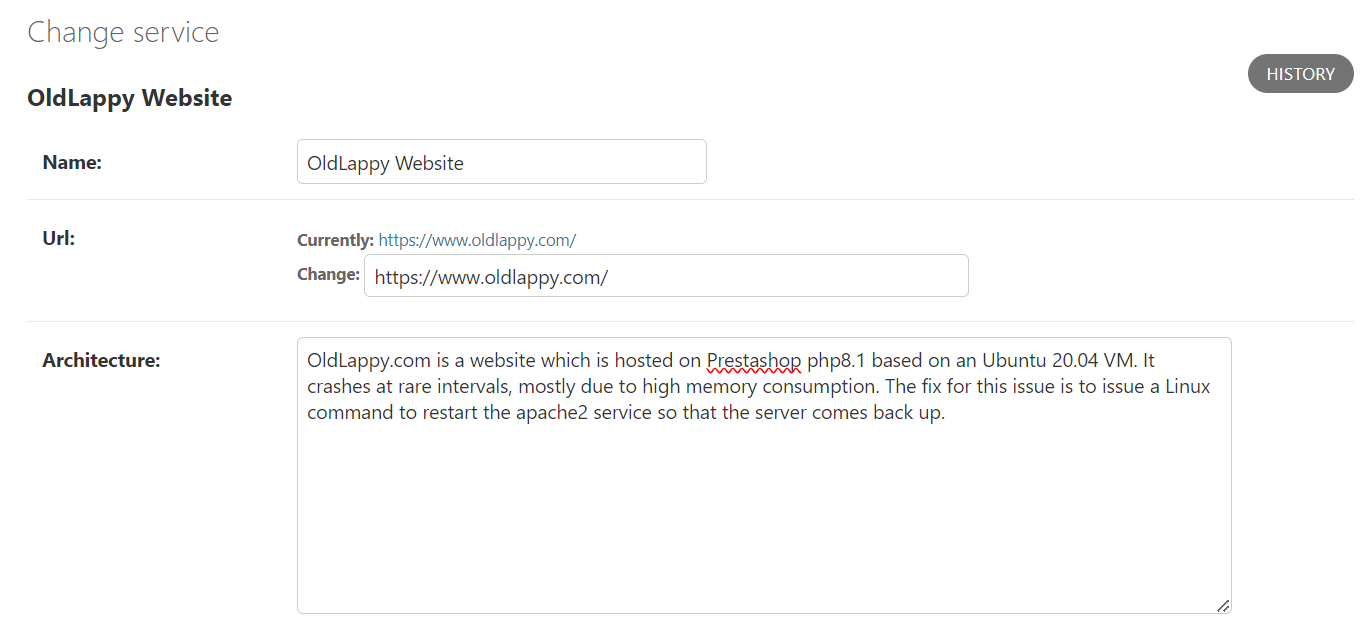 Change service
HISTORY
OldLappy Website
Name:
OldLappy Website
Url:
Currently: https://www.oldlappy.com/
Change: https://www.oldlappy.com/
Architecture:
OldLappy.com is a website which is hosted on Prestashop php8.1 based on an Ubuntu 20.04 VM. It
crashes at rare intervals, mostly due to high memory consumption. The fix for this issue is to issue a Linux
command to restart the apache2 service so that the server comes back up.